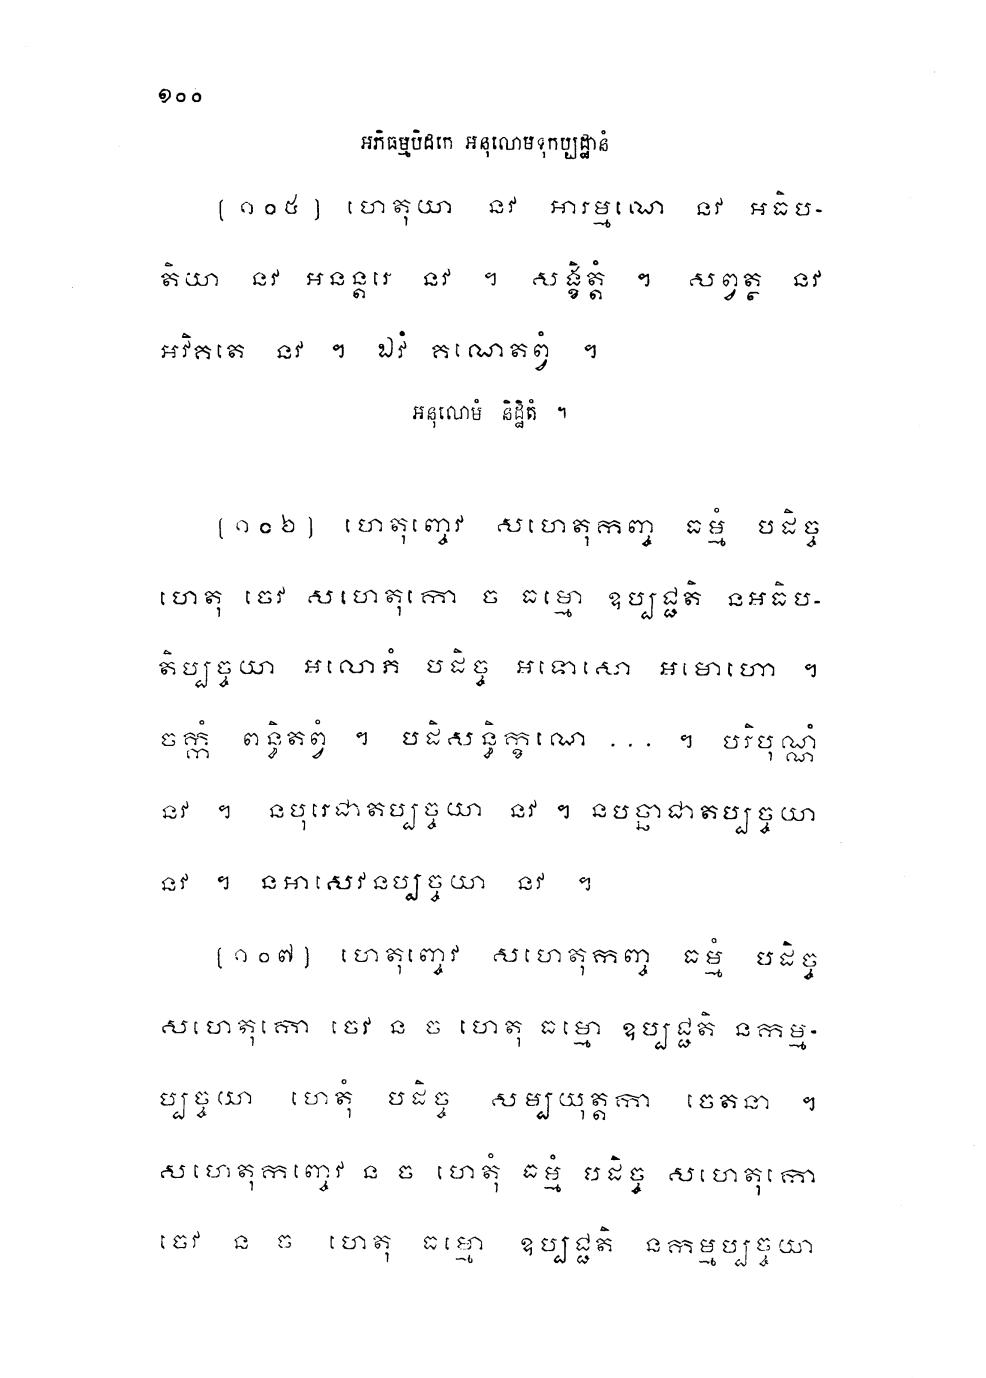 ១០០
អភិធម្មបិដកេ អនុលោមទុកប្បដ្ឋានំ
[១០៥] ហេតុយា នវ អារម្មណេ នវ អធិប-
តិយា នវ អនន្តរេ នវ ។ សង្ខិត្តំ ។ សព្វត្ថ នវ
អវិគតេ នវ ។ ឯវំ គណេតព្វំ ។
អនុលោមំ និដ្ឋិតំ ។
[១០៦] ហេតុញ្ចេវ សហេតុកញ្ច ធម្មំ បដិច្ច
ហេតុ ចេវ សហេតុកោ ច ធម្មោ ឧប្បជ្ជតិ នអធិប-
តិប្បច្ចយា អលោភំ បដិច្ច អទោសោ អមោហោ ។
ចក្កំ ពន្ធិតព្វំ ។ បដិសន្ធិក្ខណេ ... ។ បរិបុណ្ណំ
នវ ។ នបុរេជាតប្បច្ចយា នវ ។ នបច្ឆាជាតប្បច្ចយា
នវ ។ នអាសេវនប្បច្ចយា នវ ។
[១០៧] ហេតុញ្ចេវ សហេតុកញ្ច ធម្មំ បដិច្ច
សហេតុកោ ចេវ ន ច ហេតុ ធម្មោ ឧប្បជ្ជតិ នកម្ម-
ប្បច្ចយា ហេតុំ បដិច្ច សម្បយុត្តកា ចេតនា ។
សហេតុកញ្ចេវ ន ច ហេតុំ ធម្មំ បដិច្ច សហេតុកោ
ចេវ ន ច ហេតុ ធម្មោ ឧប្បជ្ជតិ នកម្មប្បច្ចយា